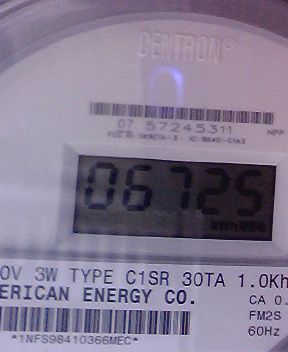 CENTRON®
07 57245311
06725
0V 3W TYPE C1SR 30TA 1.0Kh
ERICAN ENERGY CO.
CA 0.
FM2S
60Hz
*1NFS98410366MEC*